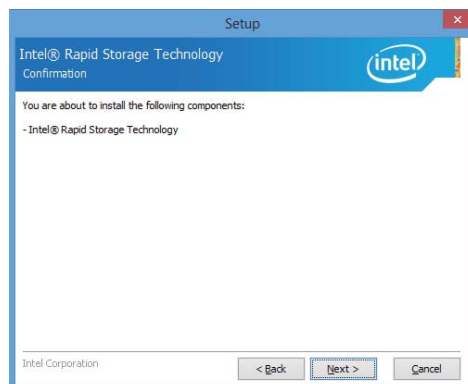 Setup
Intel® Rapid Storage Technology
Confirmation
intel
You are about to install the following components:
- Intel® Rapid Storage Technology
Intel Corporation
< Back
Next >
Cancel